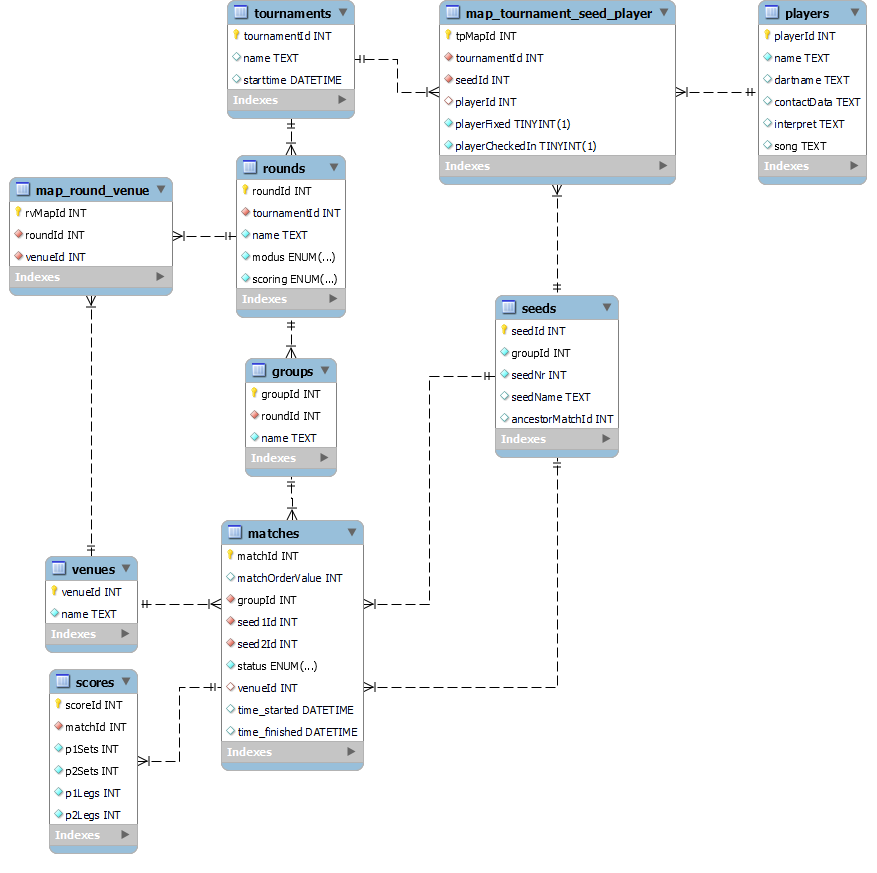 tournaments
tournamentId INT
name TEXT
starttime DATETIME
Indexes
map_tournament_seed_player
tpMapId INT
tournamentId INT
seedId INT
playerId INT
playerFixed TINYINT(1)
playerCheckedIn TINYINT(1)
Indexes
players
playerId INT
name TEXT
dartname TEXT
contactData TEXT
interpret TEXT
song TEXT
Indexes
map_round_venue
rvMapId INT
roundId INT
venueId INT
Indexes
rounds
roundId INT
tournamentId INT
name TEXT
modus ENUM(...)
scoring ENUM(...)
Indexes
seeds
seedId INT
groupId INT
seedNr INT
seedName TEXT
ancestorMatchId INT
Indexes
groups
groupId INT
roundId INT
name TEXT
Indexes
matches
matchId INT
matchOrderValue INT
groupId INT
seed1Id INT
seed2Id INT
status ENUM(...)
venueId INT
time_started DATETIME
time_finished DATETIME
Indexes
venues
venueId INT
name TEXT
Indexes
scores
scoreId INT
matchId INT
p1Sets INT
p2Sets INT
p1Legs INT
p2Legs INT
Indexes